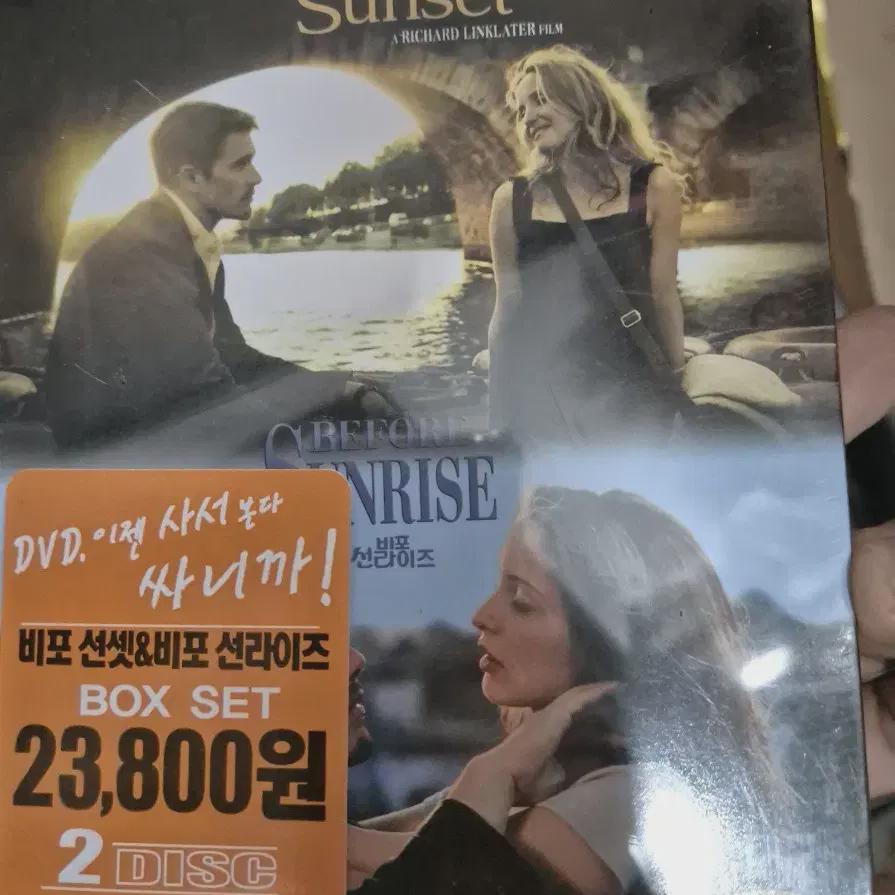 Sunset
A RICHARD LINKLATER FILM
BEFORE
SUNRISE
비포
선라이즈
DVD. 이젠 사서 본다
싸니까!
비포 선셋&비포 선라이즈
BOX SET
23,800원
2 DISC